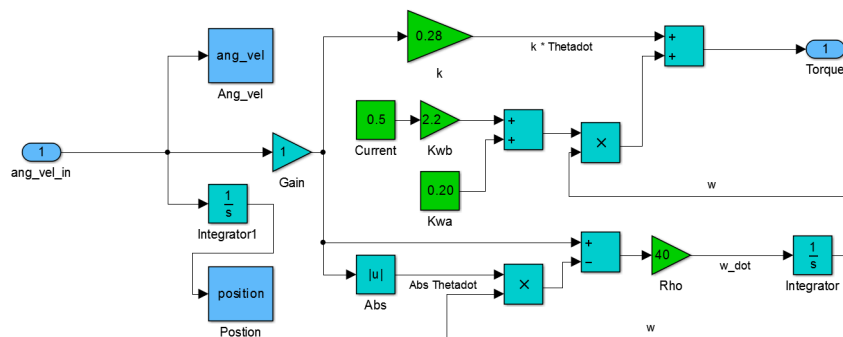 0.28
k
k * Thetadot
+
+
1
Torque
ang_vel
Ang_vel
0.5
Current
2.2
Kwb
+
+
×
w
1
ang_vel_in
1
Gain
0.20
Kwa
1
s
Integrator1
position
Postion
|u|
Abs
Abs Thetadot
×
+
−
40
Rho
w_dot
1
s
Integrator
w